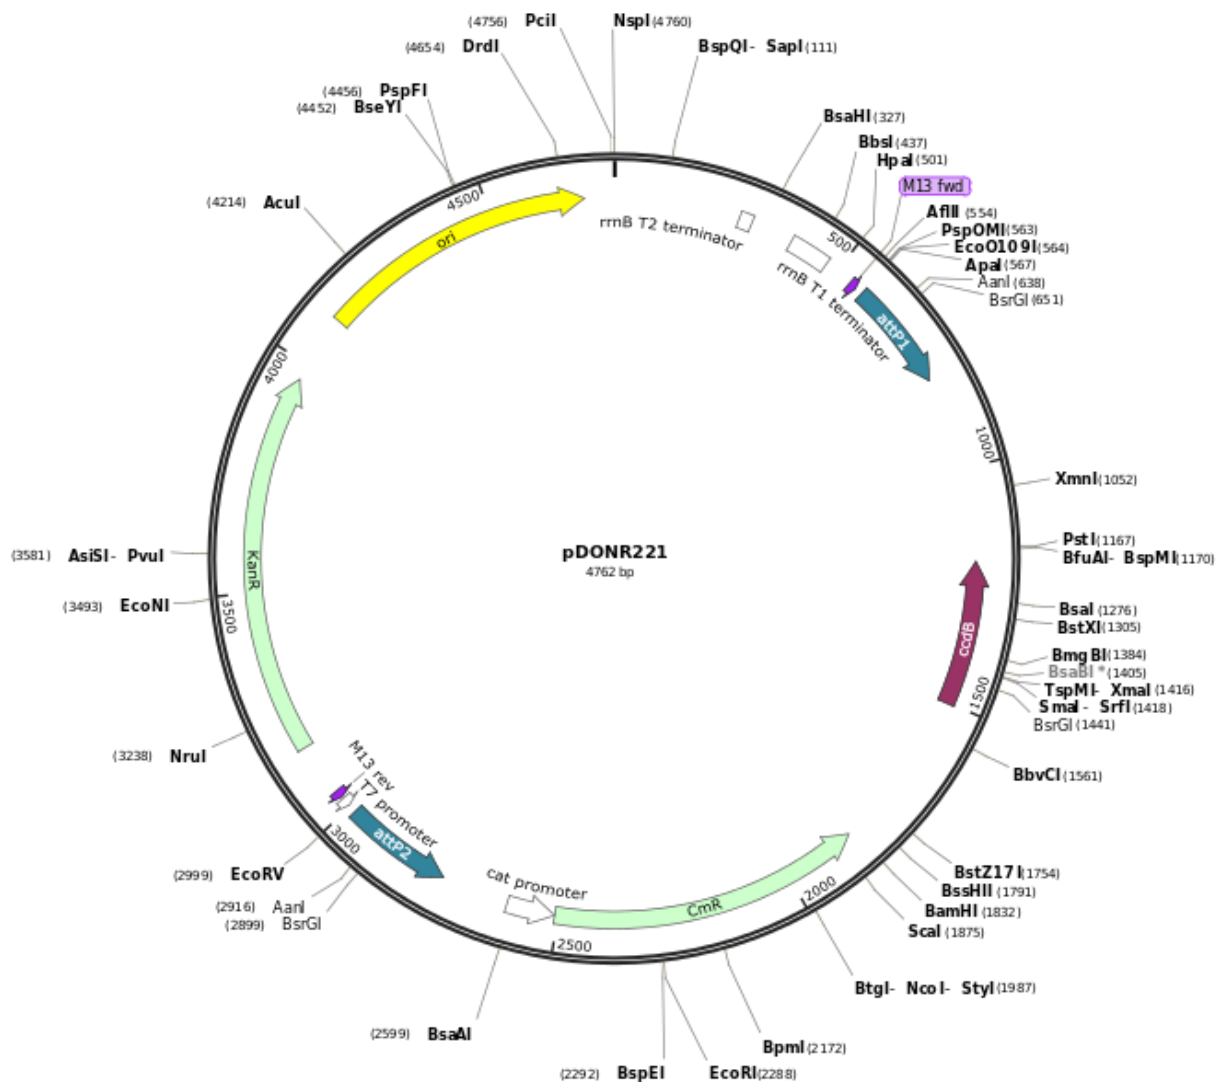 (4756) PciI
NspI (4760)
(4654) DrdI
BspQI - SapI (111)
(4456) PspFI
(4452) BseYI
BsaHI (327)
BbsI (437)
HpaI (501)
M13 fwd
AflII (554)
PspOMI (563)
EcoO109I (564)
ApaI (567)
AanI (638)
BsrGI (651)
(4214) AcuI
4500
ori
rrnB T2 terminator
500
rrnB T1 terminator
attP1
4000
1000
XmnI (1052)
PstI (1167)
BfuAI - BspMI (1170)
(3581) AsiSI - PvuI
pDONR221
4762 bp
KanR
(3493) EcoNI
3500
BsaI (1276)
BstXI (1305)
ccdB
BmgBI (1384)
BsaBI * (1405)
TspMI - XmaI (1416)
SmaI - SrfI (1418)
BsrGI (1441)
1500
(3238) NruI
BbvCI (1561)
M13 rev
T7 promoter
attP2
3000
(2999) EcoRV
(2916) AanI
(2899) BsrGI
cat promoter
CmR
2000
2500
BstZ17I (1754)
BssHII (1791)
BamHI (1832)
ScaI (1875)
BtgI - NcoI - StyI (1987)
(2599) BsaAI
BpmI (2172)
(2292) BspEI
EcoRI (2288)